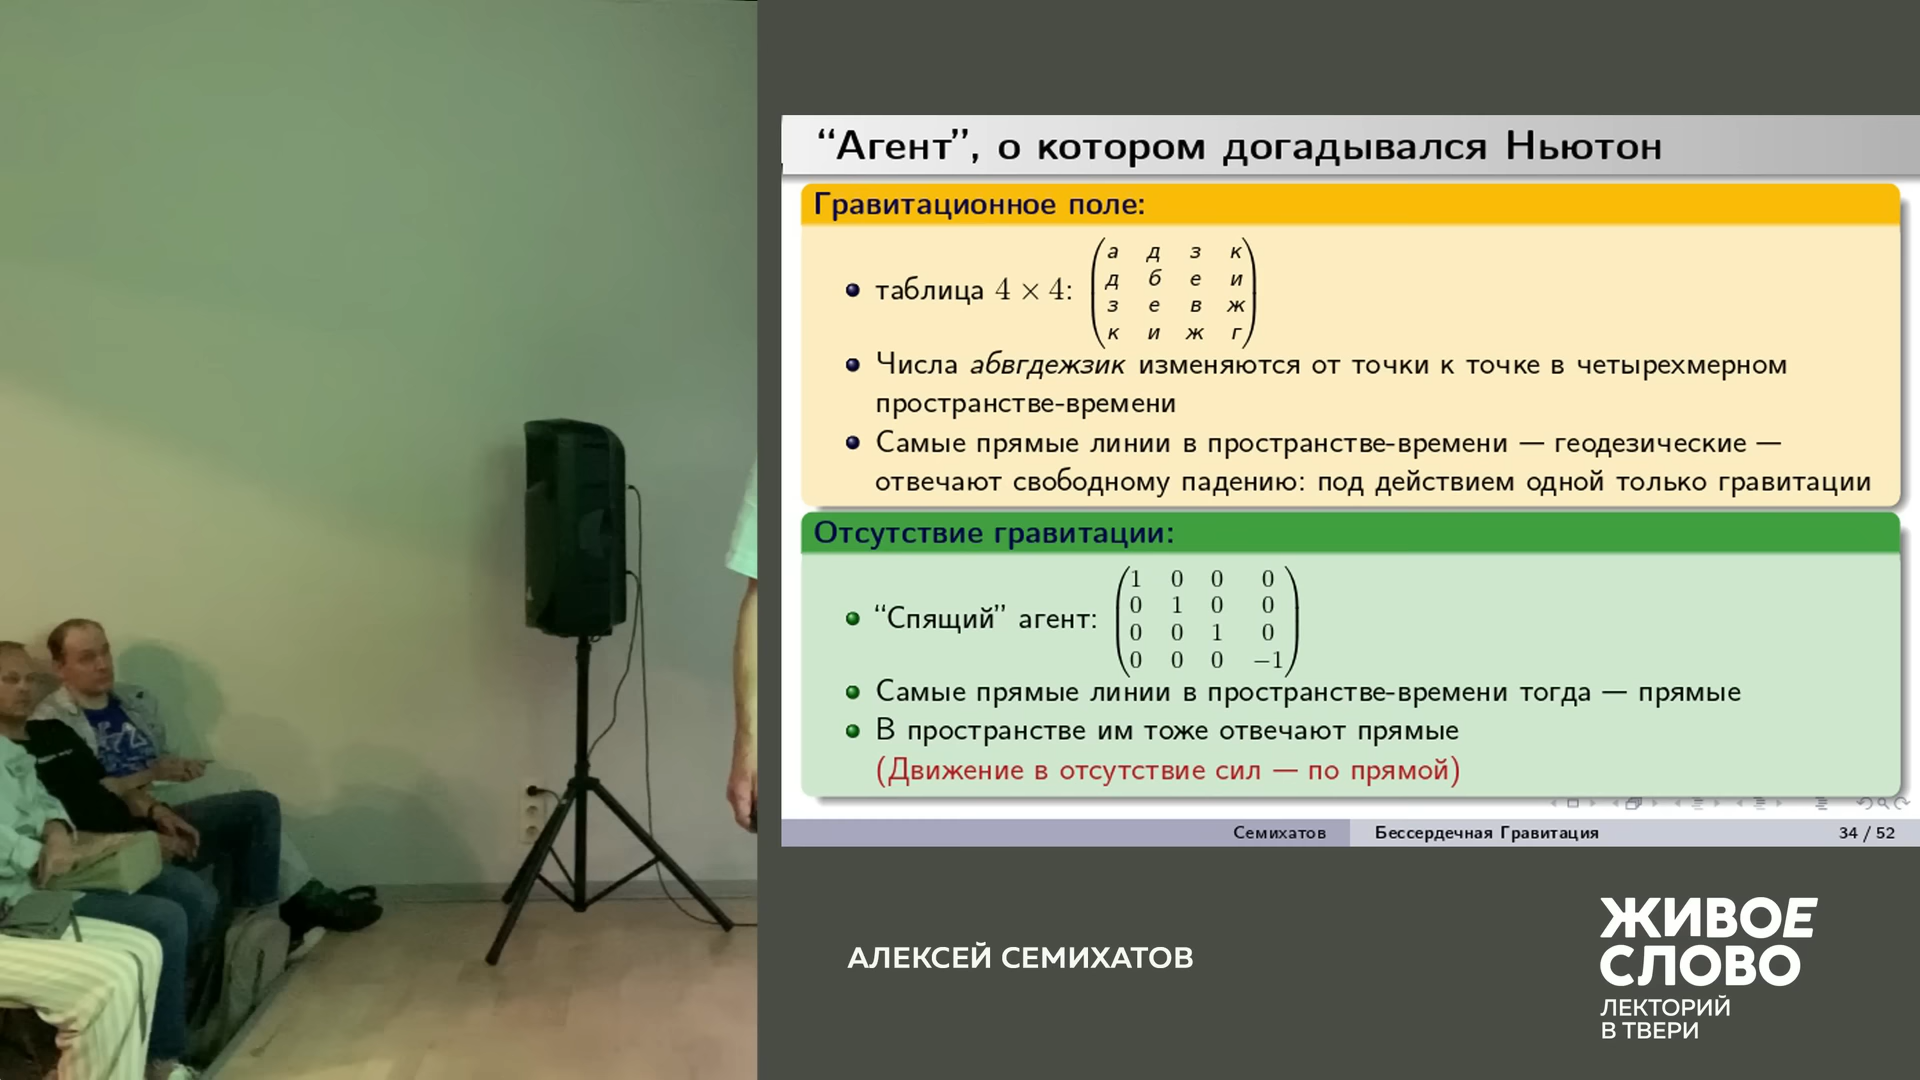 “Агент”, о котором догадывался Ньютон
Гравитационное поле:
таблица 4 × 4:
а д з к
д б е и
з е в ж
к и ж г
Числа абвгдежзик изменяются от точки к точке в четырехмерном
пространстве-времени
Самые прямые линии в пространстве-времени — геодезические —
отвечают свободному падению: под действием одной только гравитации
Отсутствие гравитации:
“Спящий” агент:
1 0 0 0
0 1 0 0
0 0 1 0
0 0 0 −1
Самые прямые линии в пространстве-времени тогда — прямые
В пространстве им тоже отвечают прямые
(Движение в отсутствие сил — по прямой)
Семихатов
Бессердечная Гравитация
34 / 52
АЛЕКСЕЙ СЕМИХАТОВ
ЖИВОЕ
СЛОВО
ЛЕКТОРИЙ
В ТВЕРИ